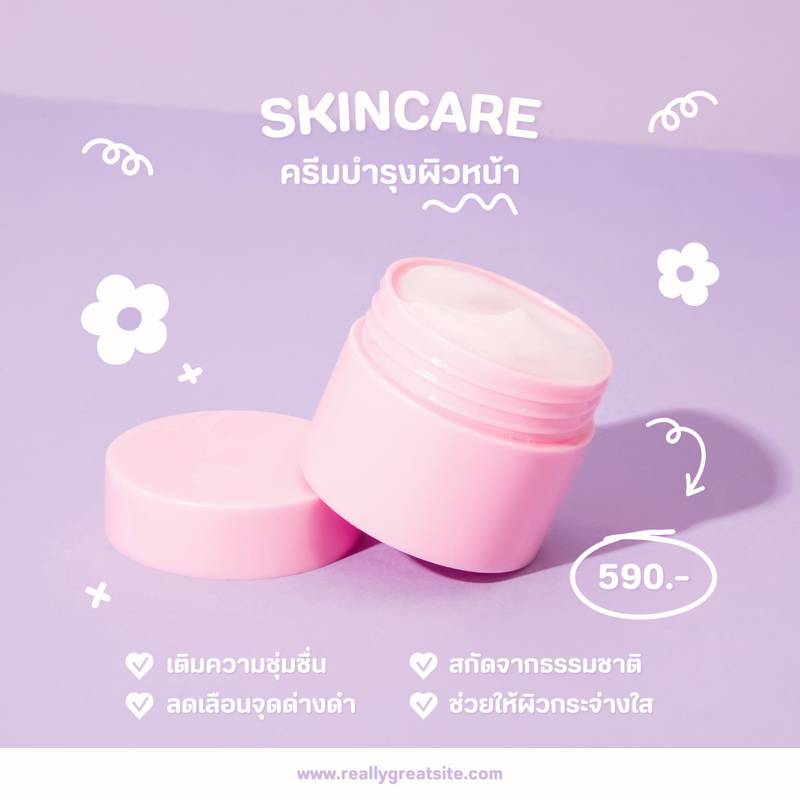 SKINCARE
ครีมบำรุงผิวหน้า
590.-
เติมความชุ่มชื่น
สกัดจากธรรมชาติ
ลดเลือนจุดด่างดำ
ช่วยให้ผิวกระจ่างใส
www.reallygreatsite.com